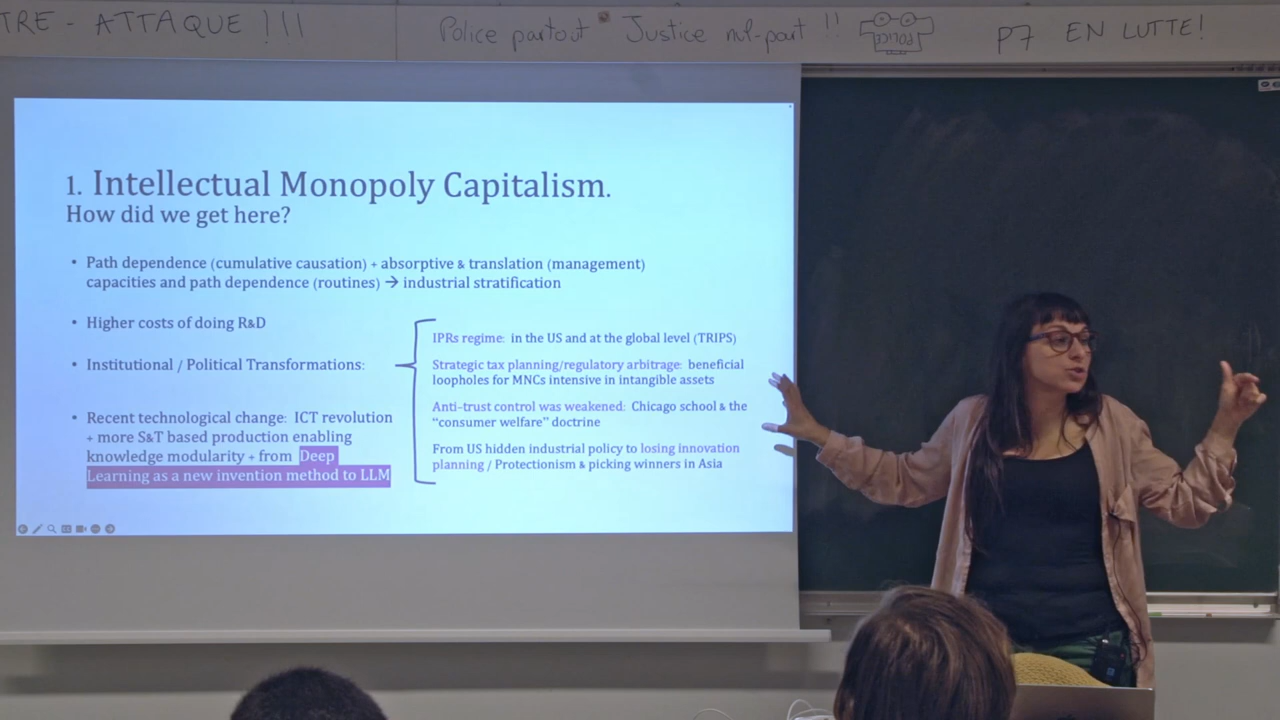 TRE - ATTAQUE !!!
Police partout Justice nul-part !!
POLICE
P7 EN LUTTE!
1. Intellectual Monopoly Capitalism.
How did we get here?
• Path dependence (cumulative causation) + absorptive & translation (management)
capacities and path dependence (routines) → industrial stratification
• Higher costs of doing R&D
• Institutional / Political Transformations:
• Recent technological change: ICT revolution
+ more S&T based production enabling
knowledge modularity + from Deep
Learning as a new invention method to LLM
IPRs regime: in the US and at the global level (TRIPS)
Strategic tax planning/regulatory arbitrage: beneficial
loopholes for MNCs intensive in intangible assets
Anti-trust control was weakened: Chicago school & the
“consumer welfare” doctrine
From US hidden industrial policy to losing innovation
planning / Protectionism & picking winners in Asia